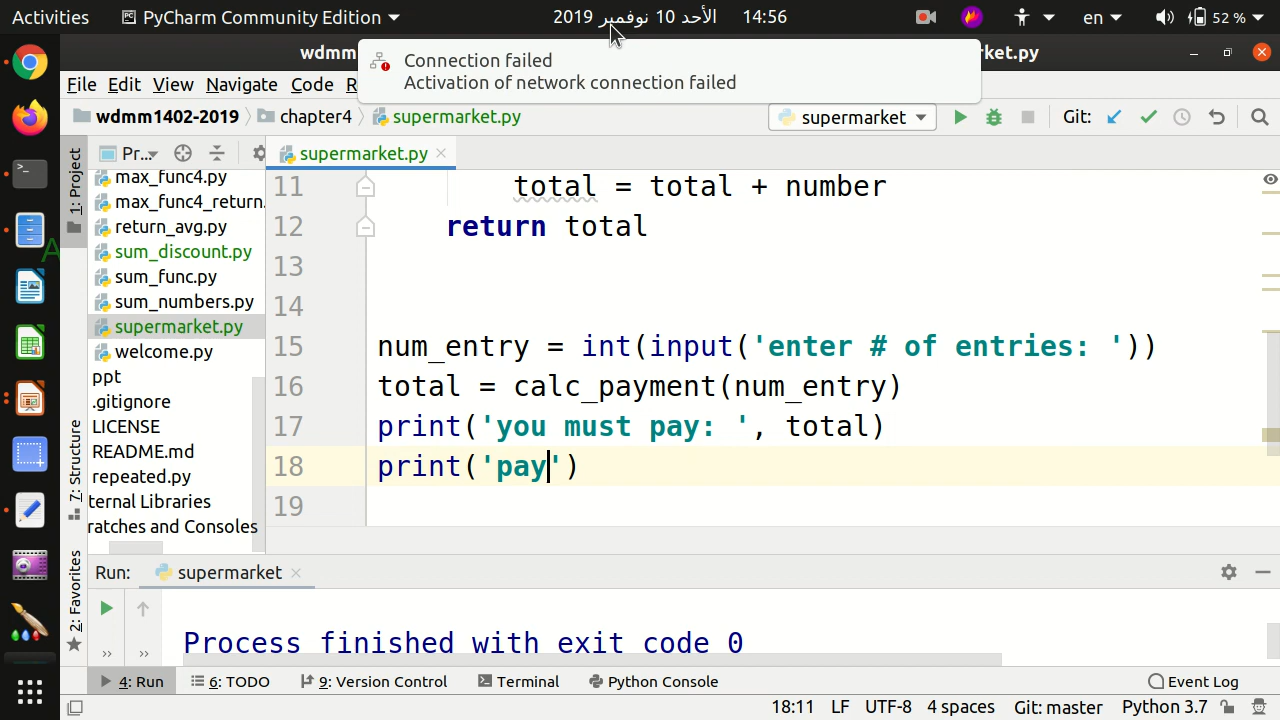 Activities PyCharm Community Edition الأحد 10 نوفمبر 2019 14:56 en 52 %
wdmm ket.py
Connection failed
Activation of network connection failed
File Edit View Navigate Code R
wdmm1402-2019 chapter4 supermarket.py supermarket Git:
1: Project Pr... supermarket.py
max_func4.py
max_func4_return.
return_avg.py
sum_discount.py
sum_func.py
sum_numbers.py
supermarket.py
welcome.py
ppt
.gitignore
LICENSE
README.md
repeated.py
ternal Libraries
ratches and Consoles
7: Structure
2: Favorites
11 total = total + number
12 return total
13
14
15 num_entry = int(input('enter # of entries: '))
16 total = calc_payment(num_entry)
17 print('you must pay: ', total)
18 print('pay')
19
Run: supermarket
Process finished with exit code 0
4: Run 6: TODO 9: Version Control Terminal Python Console Event Log
18:11 LF UTF-8 4 spaces Git: master Python 3.7